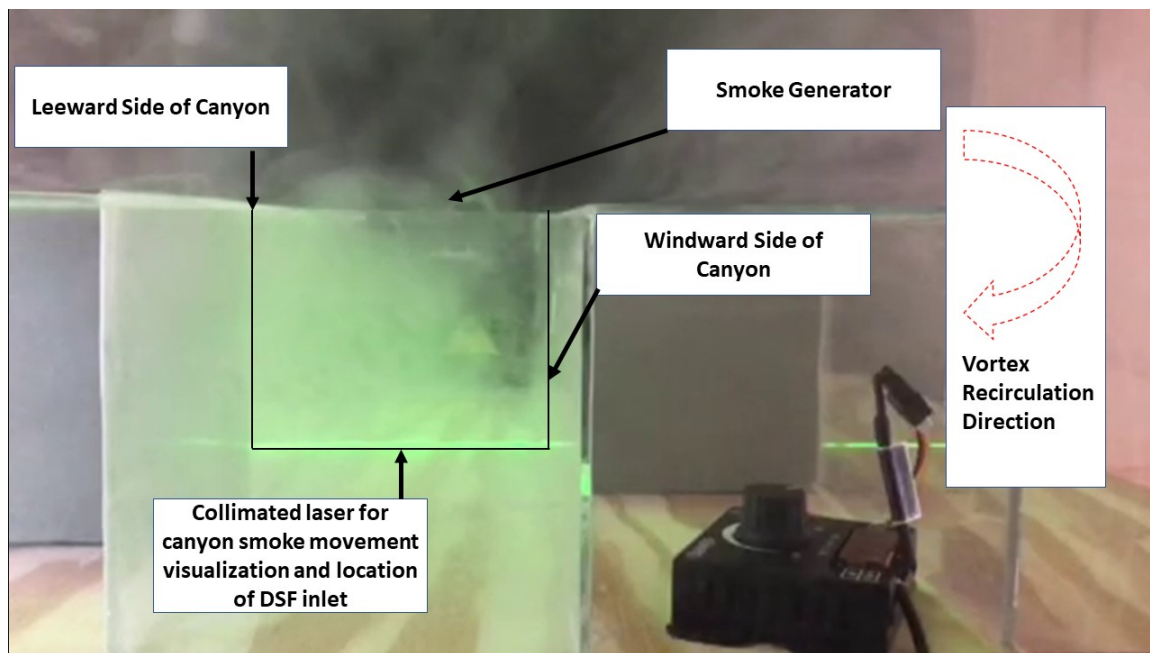 Leeward Side of Canyon
Smoke Generator
Windward Side of
Canyon
Vortex
Recirculation
Direction
Collimated laser for
canyon smoke movement
visualization and location
of DSF inlet